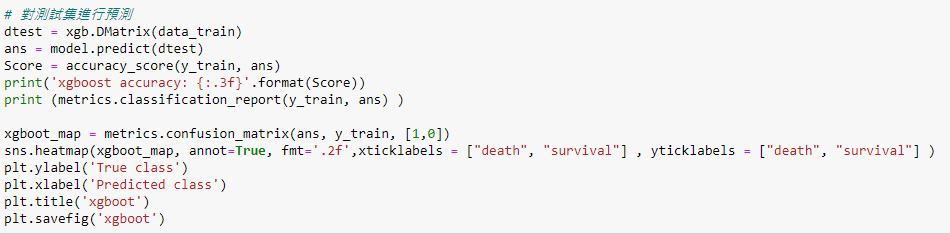 # 對測試集進行預測
dtest = xgb.DMatrix(data_train)
ans = model.predict(dtest)
Score = accuracy_score(y_train, ans)
print('xgboost accuracy: {:.3f}'.format(Score))
print (metrics.classification_report(y_train, ans) )
xgboot_map = metrics.confusion_matrix(ans, y_train, [1,0])
sns.heatmap(xgboot_map, annot=True, fmt='.2f',xticklabels = ["death", "survival"] , yticklabels = ["death", "survival"] )
plt.ylabel('True class')
plt.xlabel('Predicted class')
plt.title('xgboot')
plt.savefig('xgboot')